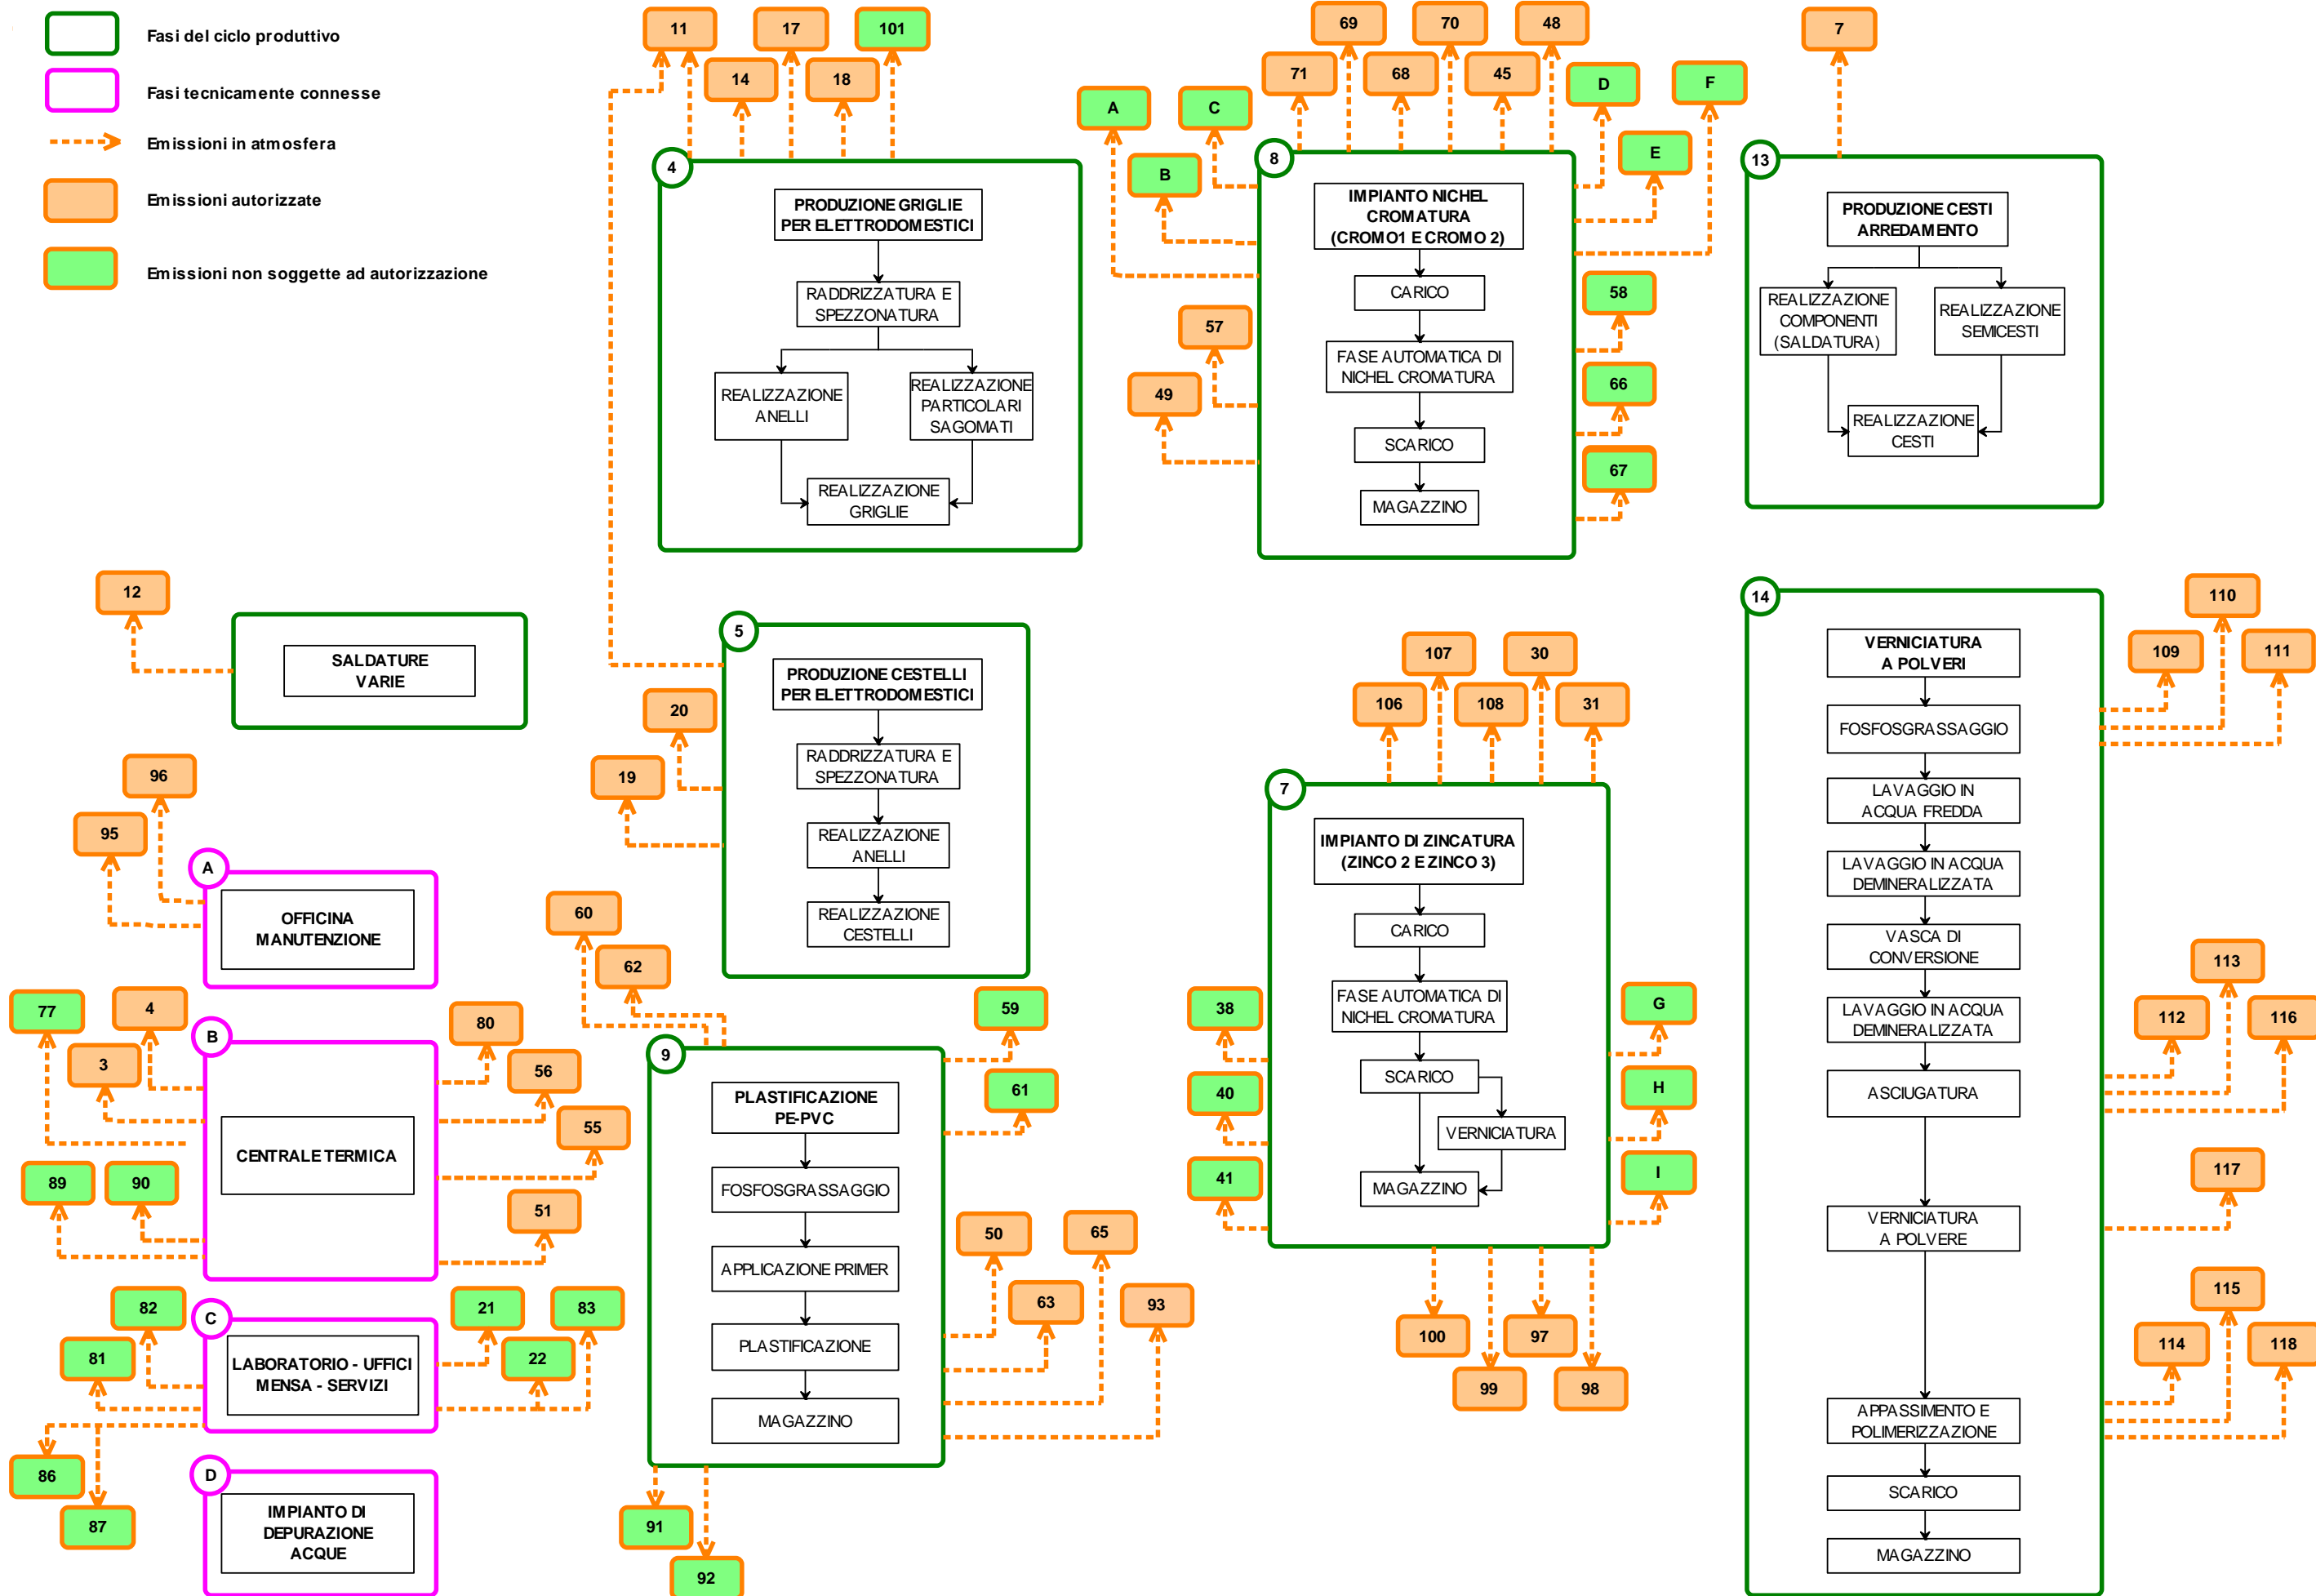 Fasi del ciclo produttivo
Fasi tecnicamente connesse
Emissioni in atmosfera
Emissioni autorizzate
Emissioni non soggette ad autorizzazione
11
17
101
14
18
4
PRODUZIONE GRIGLIE
PER ELETTRODOMESTICI
RADDRIZZATURA E
SPEZZONATURA
REALIZZAZIONE
ANELLI
REALIZZAZIONE
PARTICOLARI
SAGOMATI
REALIZZAZIONE
GRIGLIE
69
70
48
71
68
45
A
C
B
D
F
E
8
IMPIANTO NICHEL
CROMATURA
(CROMO1 E CROMO 2)
CARICO
FASE AUTOMATICA DI
NICHEL CROMATURA
SCARICO
MAGAZZINO
57
49
58
66
67
7
13
PRODUZIONE CESTI
ARREDAMENTO
REALIZZAZIONE
COMPONENTI
(SALDATURA)
REALIZZAZIONE
SEMICESTI
REALIZZAZIONE
CESTI
12
SALDATURE
VARIE
5
PRODUZIONE CESTELLI
PER ELETTRODOMESTICI
RADDRIZZATURA E
SPEZZONATURA
REALIZZAZIONE
ANELLI
REALIZZAZIONE
CESTELLI
20
19
96
95
A
OFFICINA
MANUTENZIONE
77
4
3
B
CENTRALE TERMICA
80
56
55
51
89
90
82
81
C
LABORATORIO - UFFICI
MENSA - SERVIZI
21
83
22
86
87
D
IMPIANTO DI
DEPURAZIONE
ACQUE
60
62
9
PLASTIFICAZIONE
PE-PVC
FOSFOSGRASSAGGIO
APPLICAZIONE PRIMER
PLASTIFICAZIONE
MAGAZZINO
59
61
50
65
63
93
91
92
107
30
106
108
31
7
IMPIANTO DI ZINCATURA
(ZINCO 2 E ZINCO 3)
CARICO
FASE AUTOMATICA DI
NICHEL CROMATURA
SCARICO
VERNICIATURA
MAGAZZINO
38
40
41
G
H
I
100
97
99
98
14
VERNICIATURA
A POLVERI
FOSFOSGRASSAGGIO
LAVAGGIO IN
ACQUA FREDDA
LAVAGGIO IN ACQUA
DEMINERALIZZATA
VASCA DI
CONVERSIONE
LAVAGGIO IN ACQUA
DEMINERALIZZATA
ASCIUGATURA
VERNICIATURA
A POLVERE
APPASSIMENTO E
POLIMERIZZAZIONE
SCARICO
MAGAZZINO
110
109
111
113
112
116
117
115
114
118